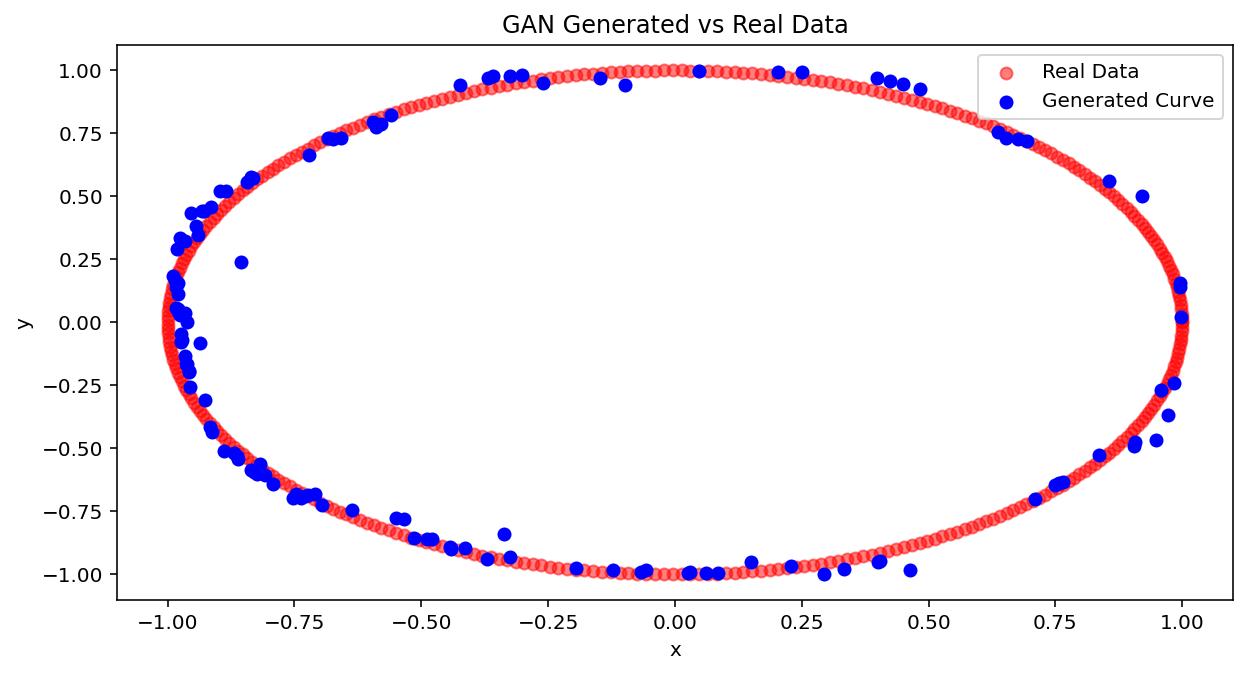 GAN Generated vs Real Data
Real Data
Generated Curve
1.00
0.75
0.50
0.25
0.00
−0.25
−0.50
−0.75
−1.00
y
−1.00 −0.75 −0.50 −0.25 0.00 0.25 0.50 0.75 1.00
x